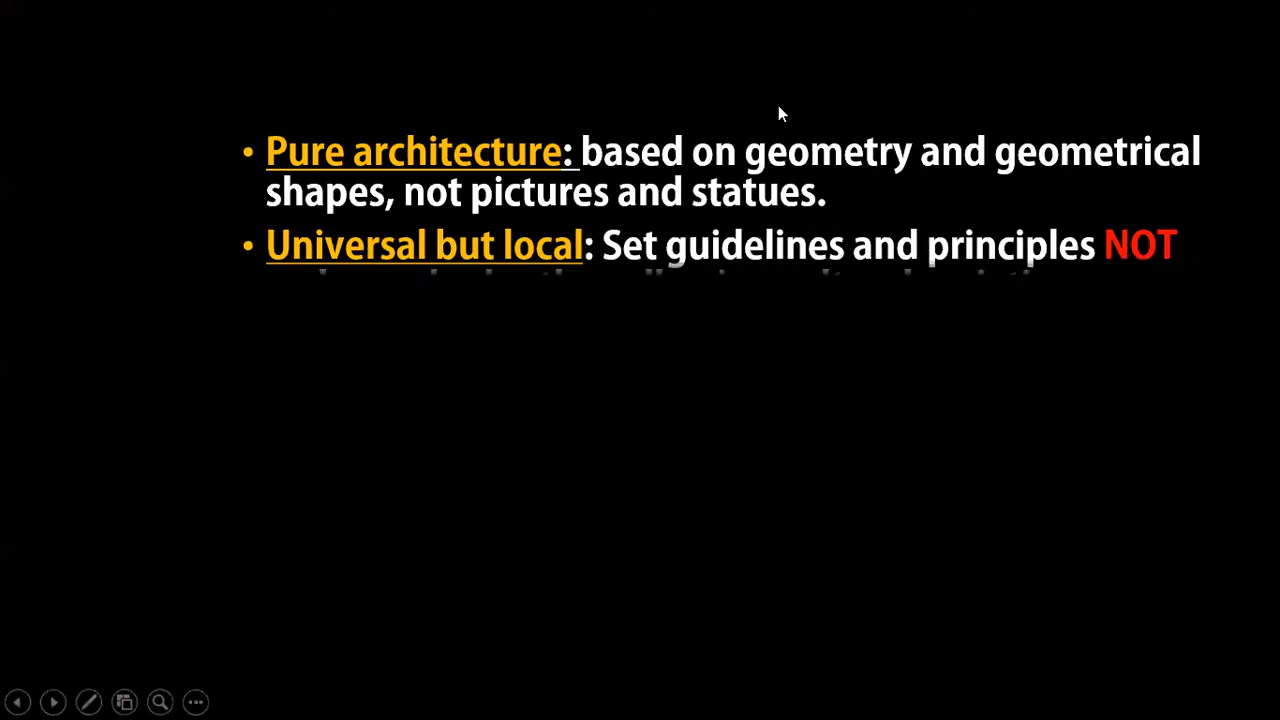 • Pure architecture: based on geometry and geometrical
shapes, not pictures and statues.
• Universal but local: Set guidelines and principles NOT